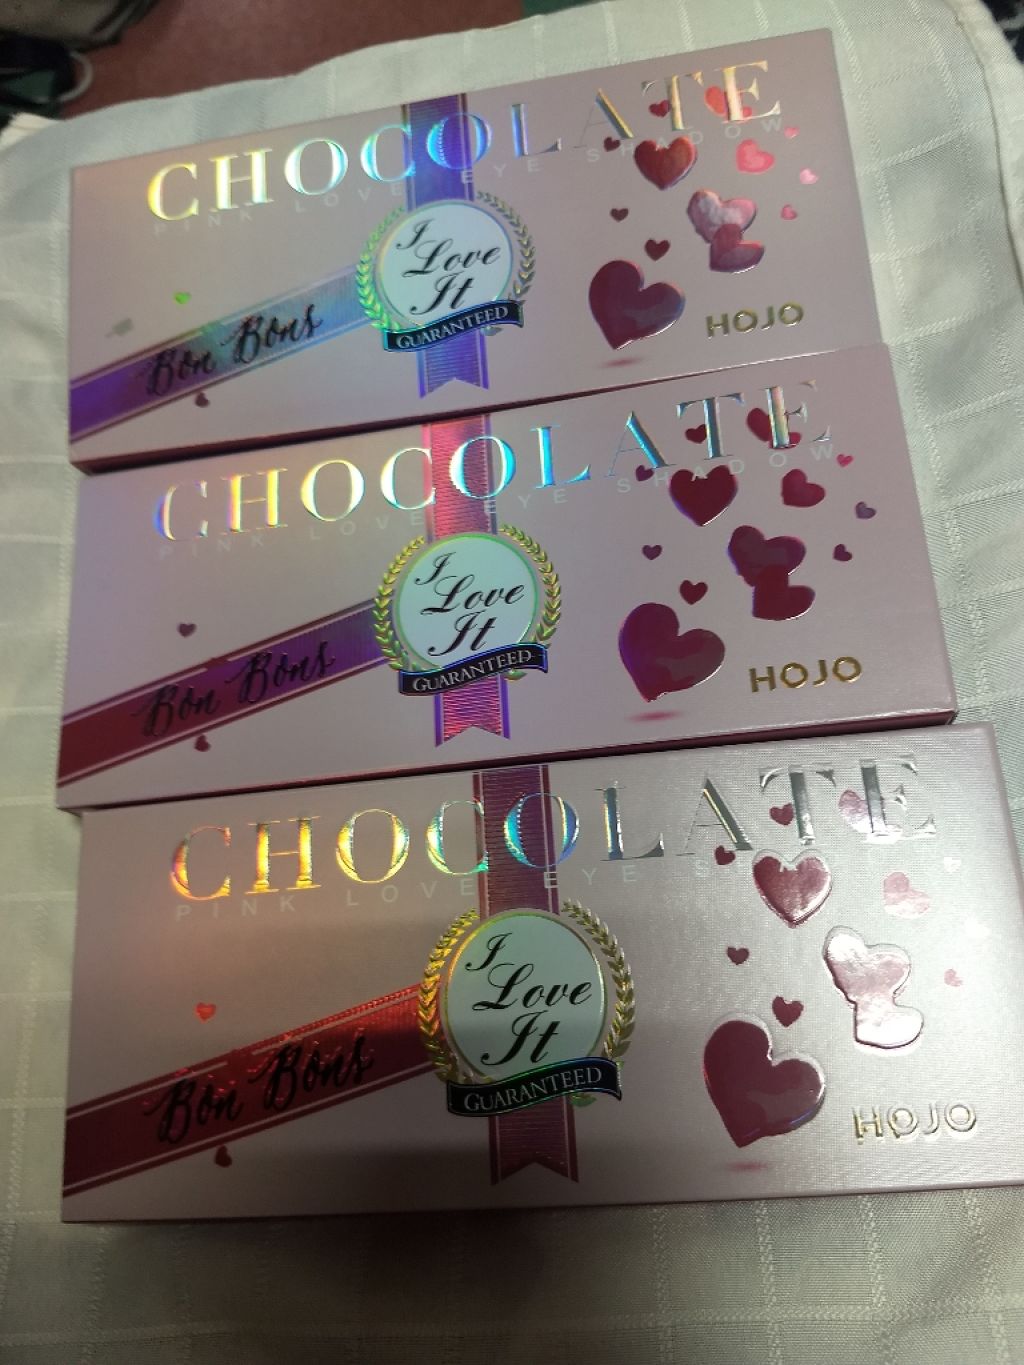 CHOCOLATE
PINK LOVE EYE SHADOW
I
Love
It
GUARANTEED
Bon Bons
HOJO
CHOCOLATE
PINK LOVE EYE SHADOW
I
Love
It
GUARANTEED
Bon Bons
HOJO
CHOCOLATE
PINK LOVE EYE S
I
Love
It
GUARANTEED
Bon Bons
HOJO